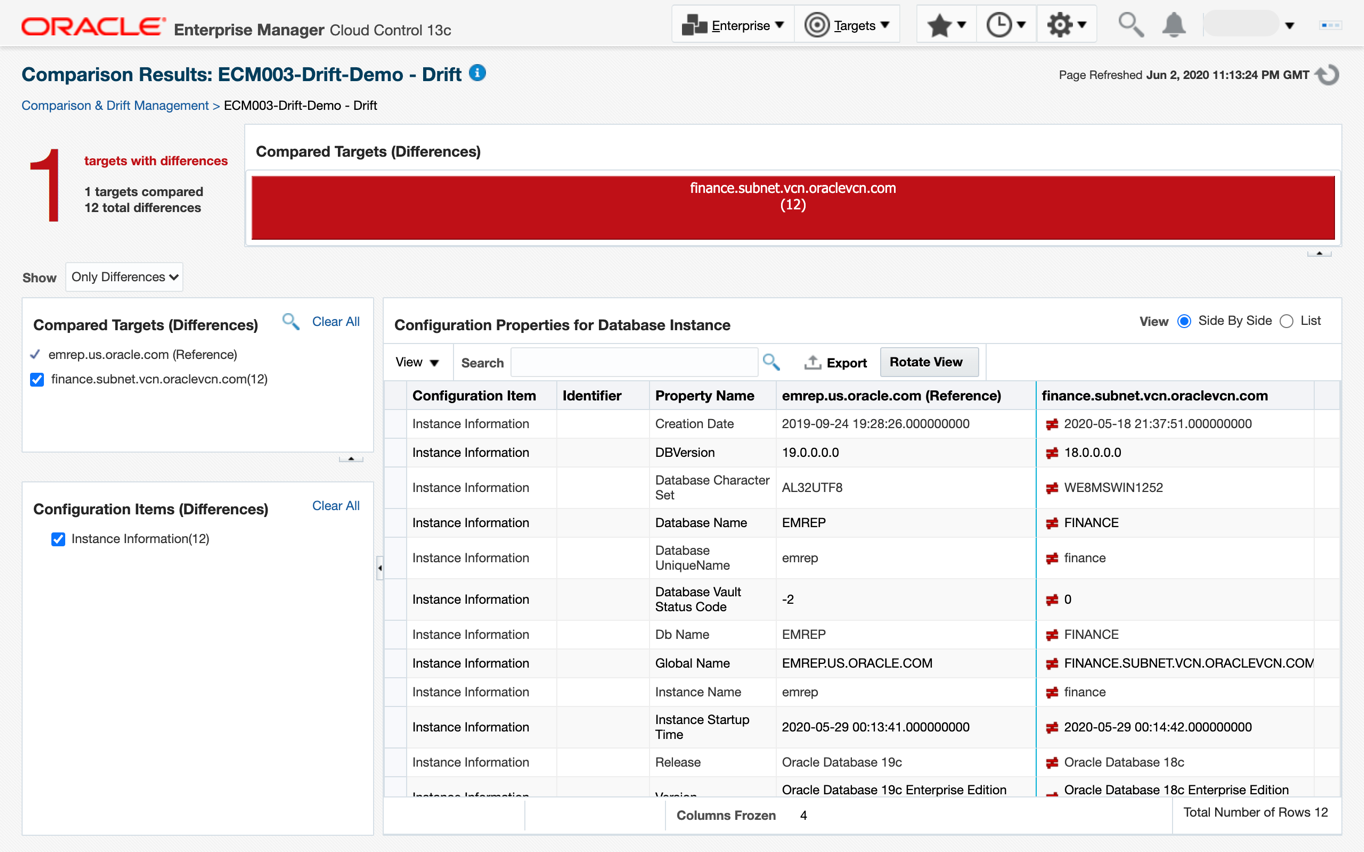 ORACLE Enterprise Manager Cloud Control 13c Enterprise Targets
Comparison Results: ECM003-Drift-Demo - Drift
Page Refreshed Jun 2, 2020 11:13:24 PM GMT
Comparison & Drift Management > ECM003-Drift-Demo - Drift
1 targets with differences
1 targets compared
12 total differences
Compared Targets (Differences)
finance.subnet.vcn.oraclevcn.com
(12)
Show Only Differences
Compared Targets (Differences) Clear All
emrep.us.oracle.com (Reference)
finance.subnet.vcn.oraclevcn.com(12)
Configuration Items (Differences) Clear All
Instance Information(12)
Configuration Properties for Database Instance View Side By Side List
View Search Export Rotate View
Configuration Item Identifier Property Name emrep.us.oracle.com (Reference) finance.subnet.vcn.oraclevcn.com
Instance Information Creation Date 2019-09-24 19:28:26.000000000 ≠ 2020-05-18 21:37:51.000000000
Instance Information DBVersion 19.0.0.0.0 ≠ 18.0.0.0.0
Instance Information Database Character Set AL32UTF8 ≠ WE8MSWIN1252
Instance Information Database Name EMREP ≠ FINANCE
Instance Information Database UniqueName emrep ≠ finance
Instance Information Database Vault Status Code -2 ≠ 0
Instance Information Db Name EMREP ≠ FINANCE
Instance Information Global Name EMREP.US.ORACLE.COM ≠ FINANCE.SUBNET.VCN.ORACLEVCN.COM
Instance Information Instance Name emrep ≠ finance
Instance Information Instance Startup Time 2020-05-29 00:13:41.000000000 ≠ 2020-05-29 00:14:42.000000000
Instance Information Release Oracle Database 19c ≠ Oracle Database 18c
Instance Information Version Oracle Database 19c Enterprise Edition ≠ Oracle Database 18c Enterprise Edition
Columns Frozen 4 Total Number of Rows 12